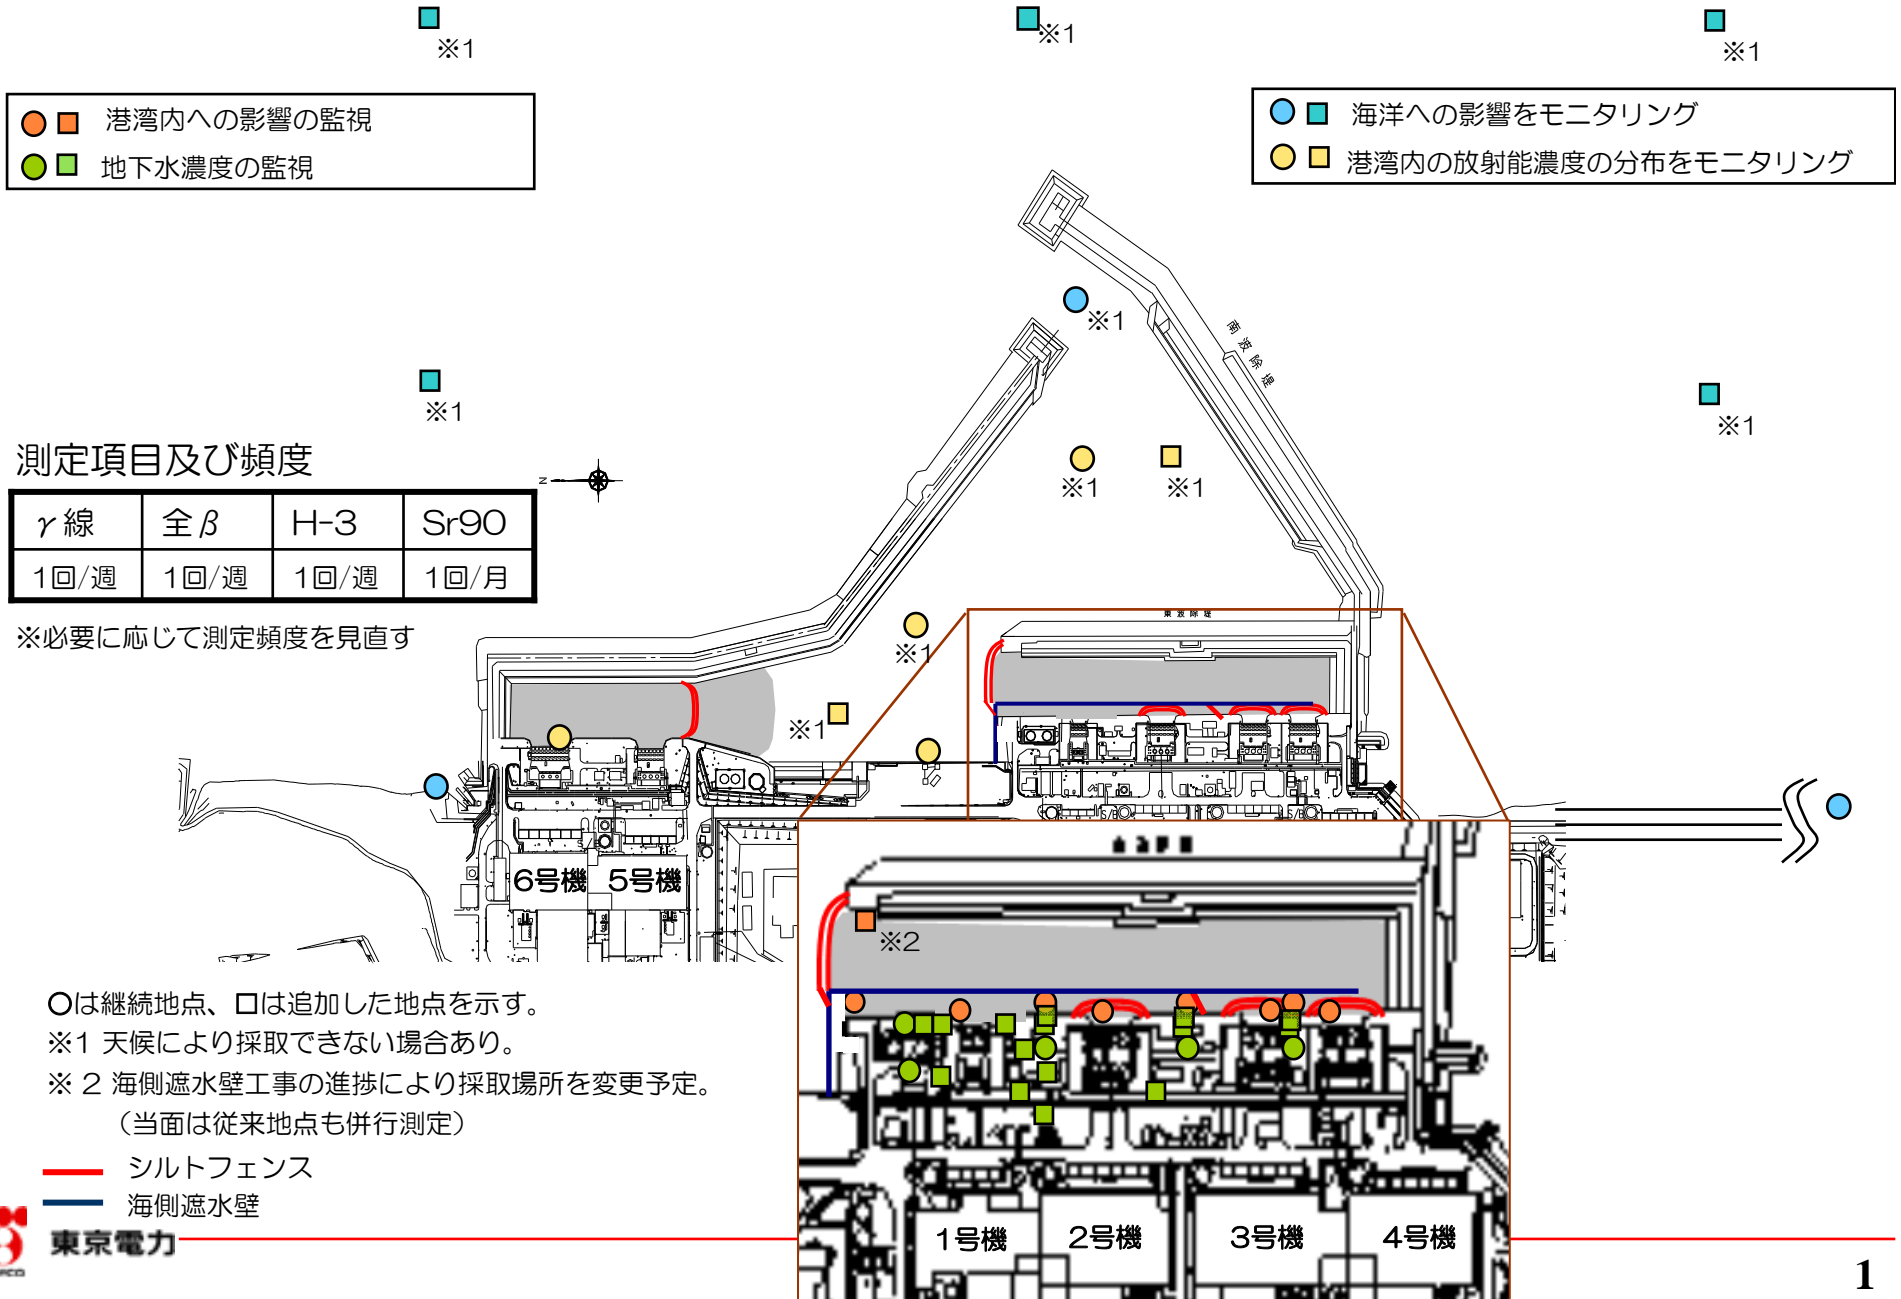 ※1
※1
※1
港湾内への影響の監視
地下水濃度の監視
海洋への影響をモニタリング
港湾内の放射能濃度の分布をモニタリング
※1
南波除堤
※1
※1
※1
※1
測定項目及び頻度
N
γ線 全β H-3 Sr90
1回/週 1回/週 1回/週 1回/月
※必要に応じて測定頻度を見直す
東波除堤
※1
※1
6号機 5号機
※2
○は継続地点、□は追加した地点を示す。
※1 天候により採取できない場合あり。
※ 2 海側遮水壁工事の進捗により採取場所を変更予定。
（当面は従来地点も併行測定）
シルトフェンス
海側遮水壁
東京電力
1号機 2号機 3号機 4号機
1